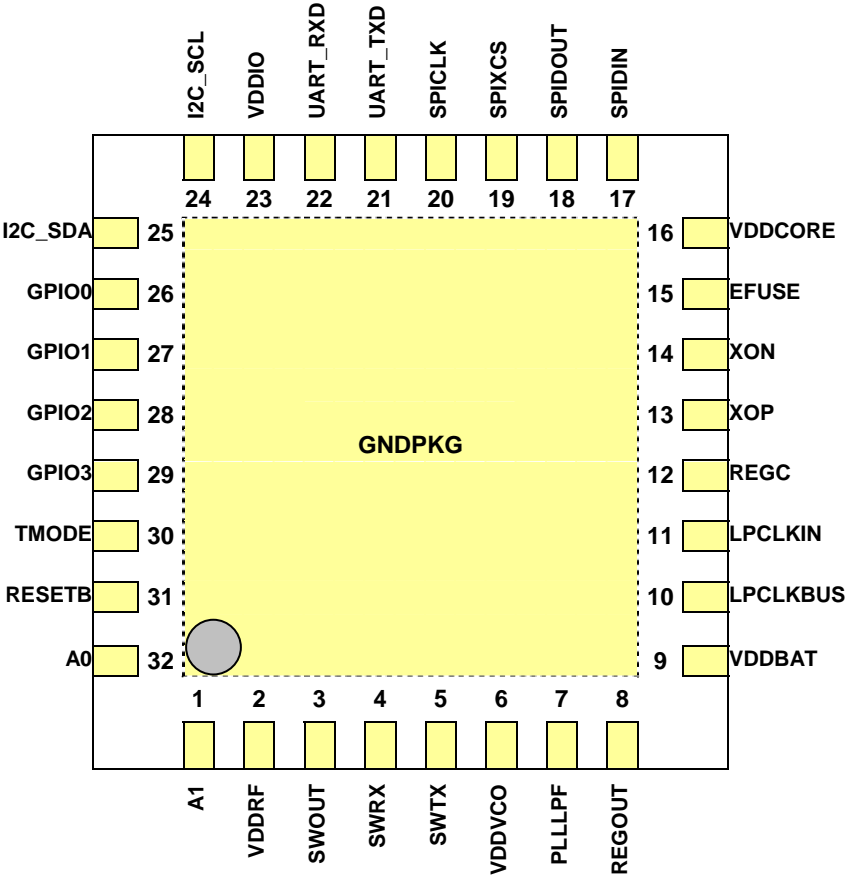 I2C_SCL
VDDIO
UART_RXD
UART_TXD
SPICLK
SPIXCS
SPIDOUT
SPIDIN
24 23 22 21 20 19 18 17
I2C_SDA 25 16 VDDCORE
GPIO0 26 15 EFUSE
GPIO1 27 14 XON
GPIO2 28 13 XOP
GNDPKG
GPIO3 29 12 REGC
TMODE 30 11 LPCLKIN
RESETB 31 10 LPCLKBUS
A0 32 9 VDDBAT
1 2 3 4 5 6 7 8
A1
VDDRF
SWOUT
SWRX
SWTX
VDDVCO
PLLLPF
REGOUT